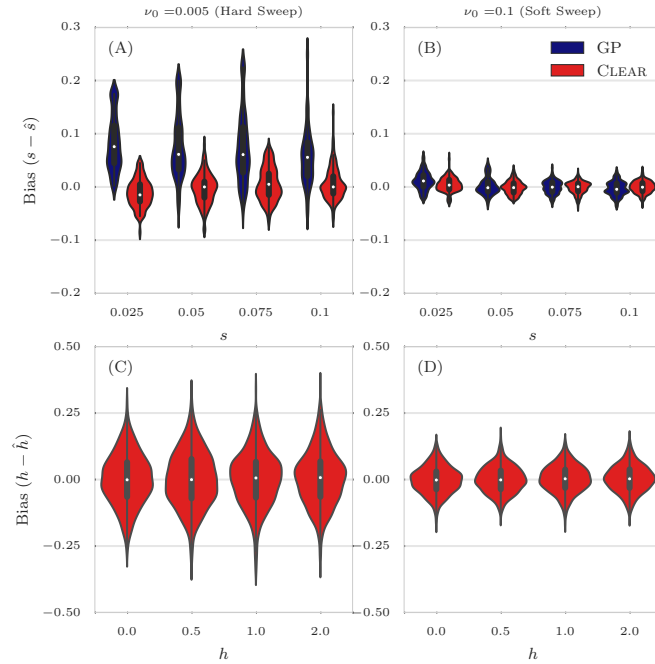 ν₀ =0.005 (Hard Sweep)
ν₀ =0.1 (Soft Sweep)
(A)
(B)
GP
CLEAR
Bias (s − ŝ)
0.3
0.2
0.1
0.0
−0.1
−0.2
0.3
0.2
0.1
0.0
−0.1
−0.2
0.025
0.05
0.075
0.1
0.025
0.05
0.075
0.1
s
s
(C)
(D)
Bias (h − ĥ)
0.50
0.25
0.00
−0.25
−0.50
0.50
0.25
0.00
−0.25
−0.50
0.0
0.5
1.0
2.0
0.0
0.5
1.0
2.0
h
h